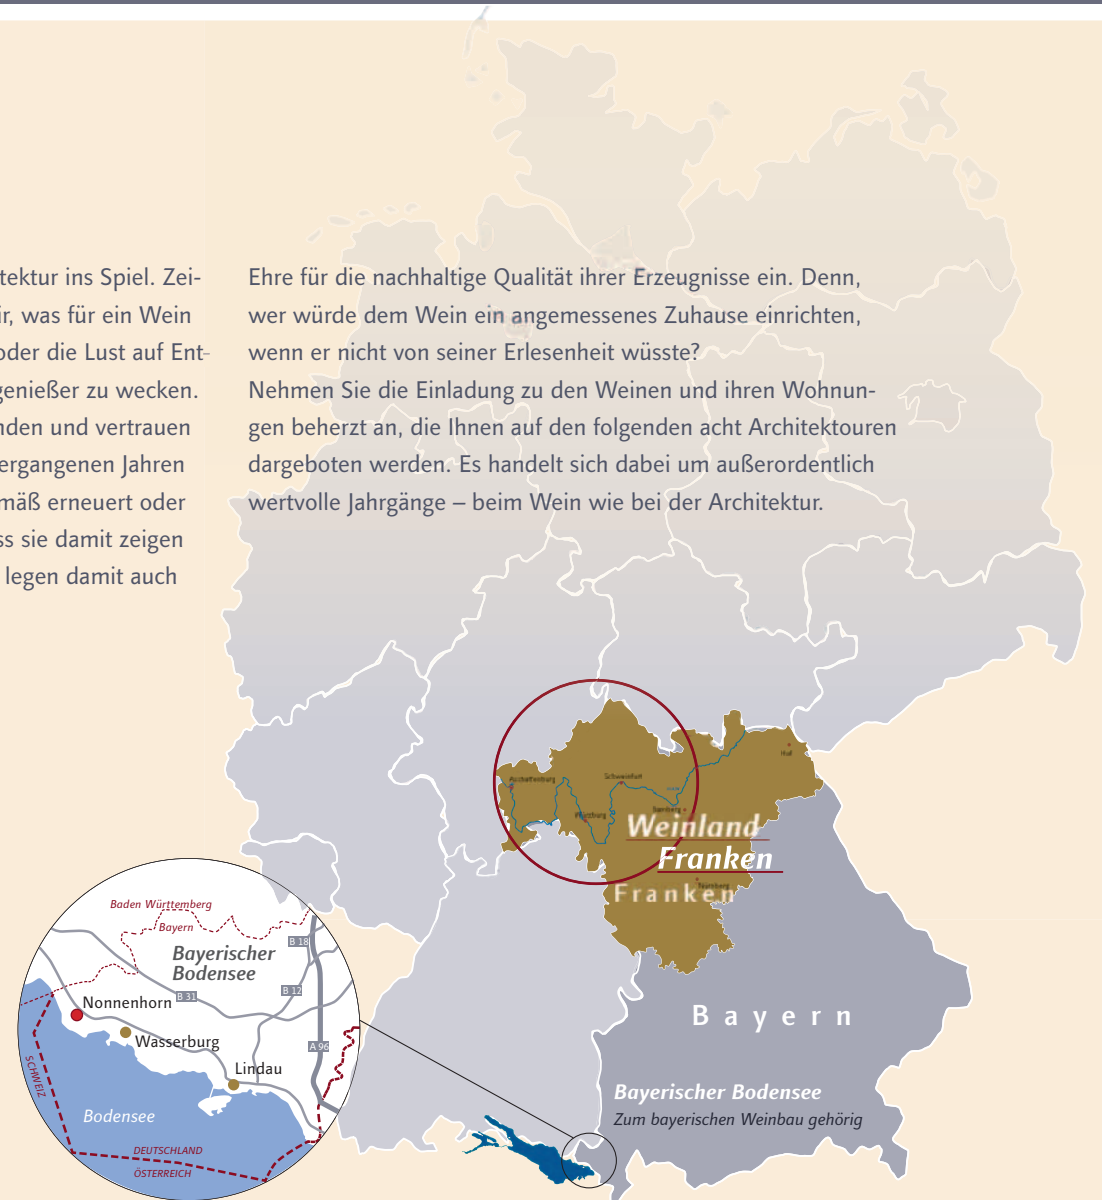 tektur ins Spiel. Zei-
ir, was für ein Wein
oder die Lust auf Ent-
genießer zu wecken.
nden und vertrauen
ergangenen Jahren
mäß erneuert oder
ss sie damit zeigen
legen damit auch
Ehre für die nachhaltige Qualität ihrer Erzeugnisse ein. Denn,
wer würde dem Wein ein angemessenes Zuhause einrichten,
wenn er nicht von seiner Erlesenheit wüsste?
Nehmen Sie die Einladung zu den Weinen und ihren Wohnun-
gen beherzt an, die Ihnen auf den folgenden acht Architektouren
dargeboten werden. Es handelt sich dabei um außerordentlich
wertvolle Jahrgänge – beim Wein wie bei der Architektur.
Hof
Aschaffenburg
Schweinfurt
Bamberg
Würzburg
Weinland
Franken
Nürnberg
Franken
Bayern
Bayerischer Bodensee
Zum bayerischen Weinbau gehörig
Baden Württemberg
Bayern
B 18
Bayerischer
Bodensee
B 31
B 12
Nonnenhorn
Wasserburg
A 96
Lindau
SCHWEIZ
Bodensee
DEUTSCHLAND
ÖSTERREICH